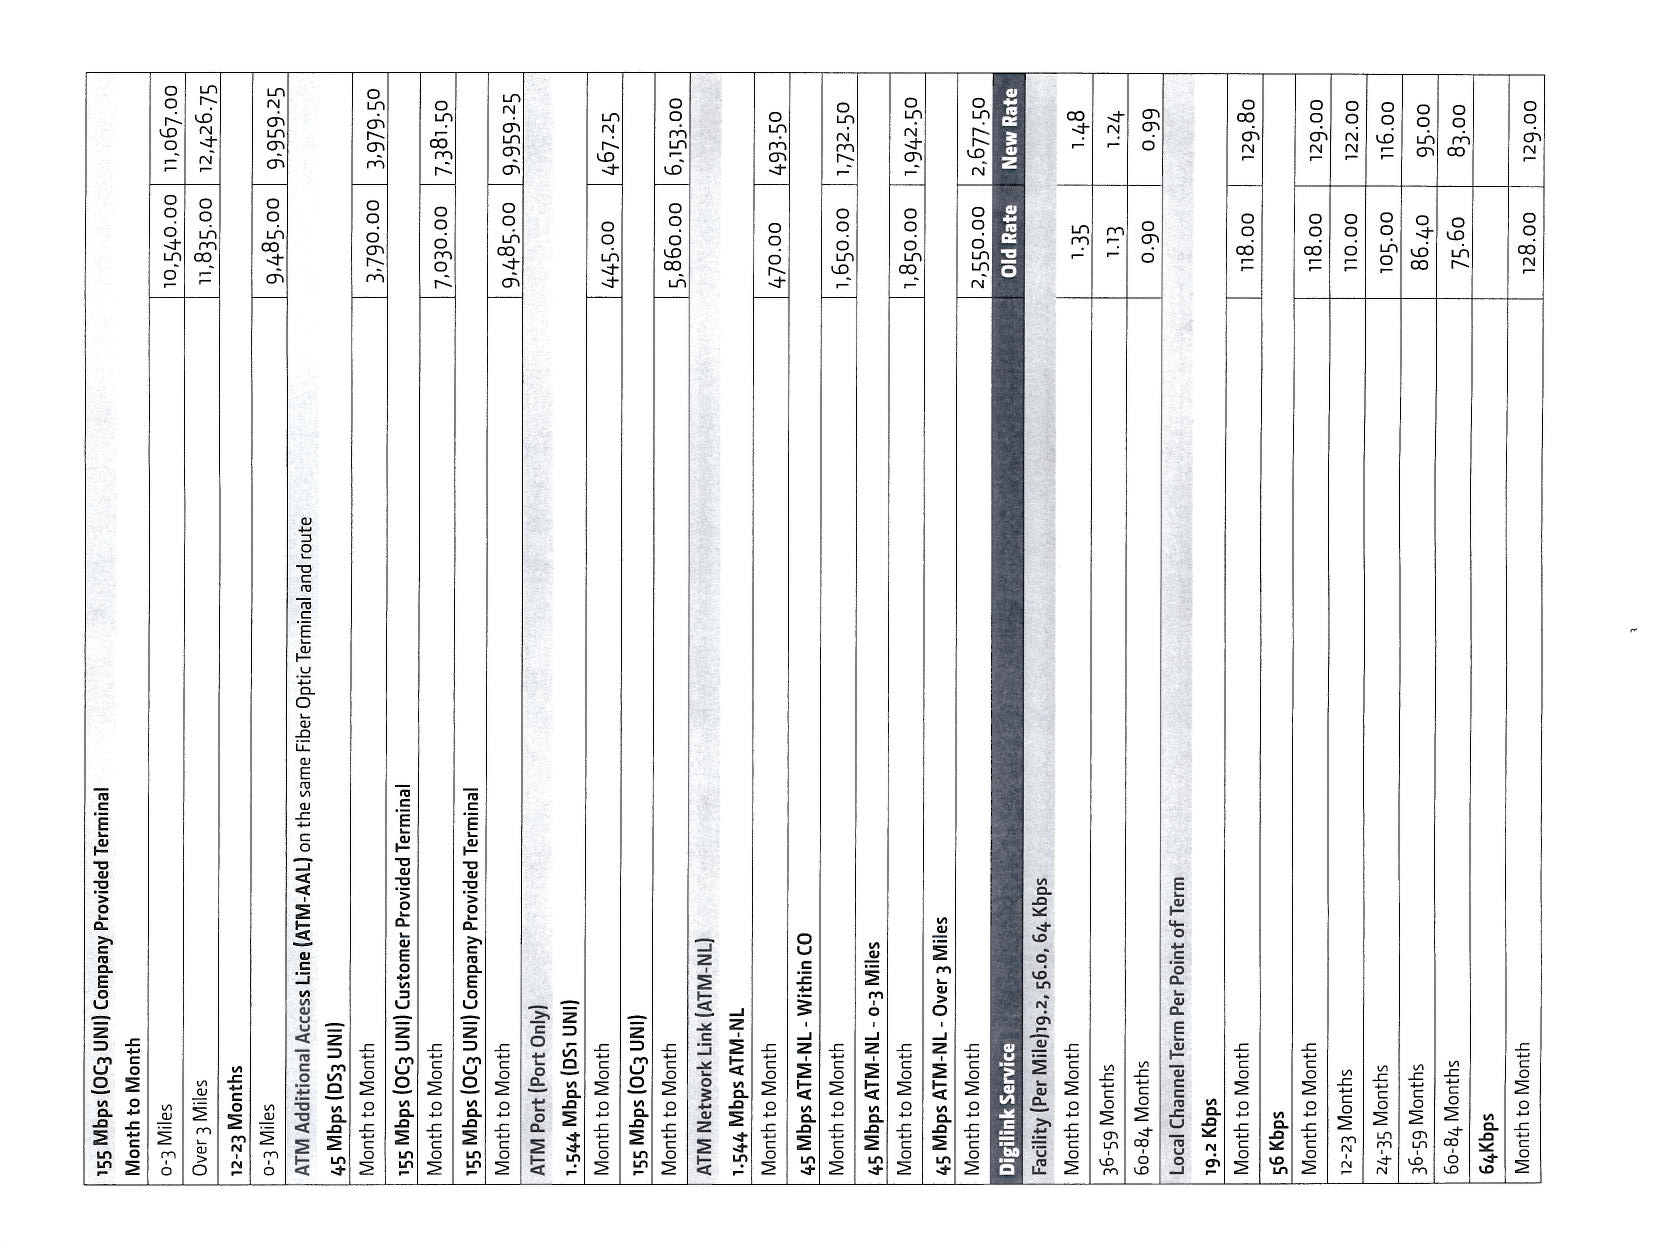 155 Mbps (OC3 UNI) Company Provided Terminal
Month to Month
0-3 Miles 10,540.00 11,067.00
Over 3 Miles 11,835.00 12,426.75
12-23 Months
0-3 Miles 9,485.00 9,959.25
ATM Additional Access Line (ATM-AAL) on the same Fiber Optic Terminal and route
45 Mbps (DS3 UNI)
Month to Month 3,790.00 3,979.50
155 Mbps (OC3 UNI) Customer Provided Terminal
Month to Month 7,030.00 7,381.50
155 Mbps (OC3 UNI) Company Provided Terminal
Month to Month 9,485.00 9,959.25
ATM Port (Port Only)
1.544 Mbps (DS1 UNI)
Month to Month 445.00 467.25
155 Mbps (OC3 UNI)
Month to Month 5,860.00 6,153.00
ATM Network Link (ATM-NL)
1.544 Mbps ATM-NL
Month to Month 470.00 493.50
45 Mbps ATM-NL - Within CO
Month to Month 1,650.00 1,732.50
45 Mbps ATM-NL - 0-3 Miles
Month to Month 1,850.00 1,942.50
45 Mbps ATM-NL - Over 3 Miles
Month to Month 2,550.00 2,677.50
Digilink Service Old Rate New Rate
Facility (Per Mile)19.2, 56.0, 64 Kbps
Month to Month 1.35 1.48
36-59 Months 1.13 1.24
60-84 Months 0.90 0.99
Local Channel Term Per Point of Term
19.2 Kbps
Month to Month 118.00 129.80
56 Kbps
Month to Month 118.00 129.00
12-23 Months 110.00 122.00
24-35 Months 105.00 116.00
36-59 Months 86.40 95.00
60-84 Months 75.60 83.00
64Kbps
Month to Month 128.00 129.00